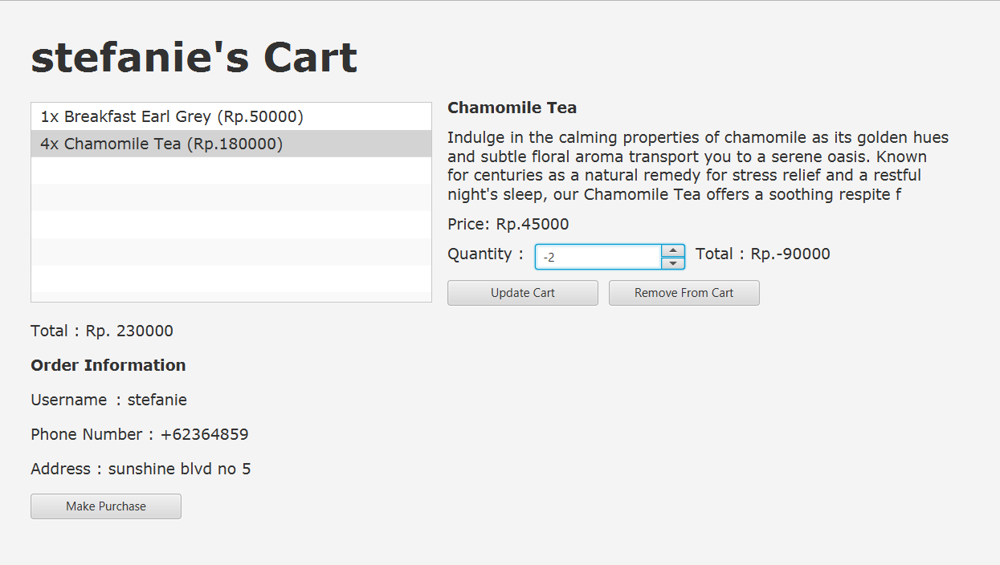 stefanie's Cart
1x Breakfast Earl Grey (Rp.50000)
4x Chamomile Tea (Rp.180000)
Chamomile Tea
Indulge in the calming properties of chamomile as its golden hues
and subtle floral aroma transport you to a serene oasis. Known
for centuries as a natural remedy for stress relief and a restful
night's sleep, our Chamomile Tea offers a soothing respite f
Price: Rp.45000
Quantity : -2 Total : Rp.-90000
Update Cart Remove From Cart
Total : Rp. 230000
Order Information
Username : stefanie
Phone Number : +62364859
Address : sunshine blvd no 5
Make Purchase